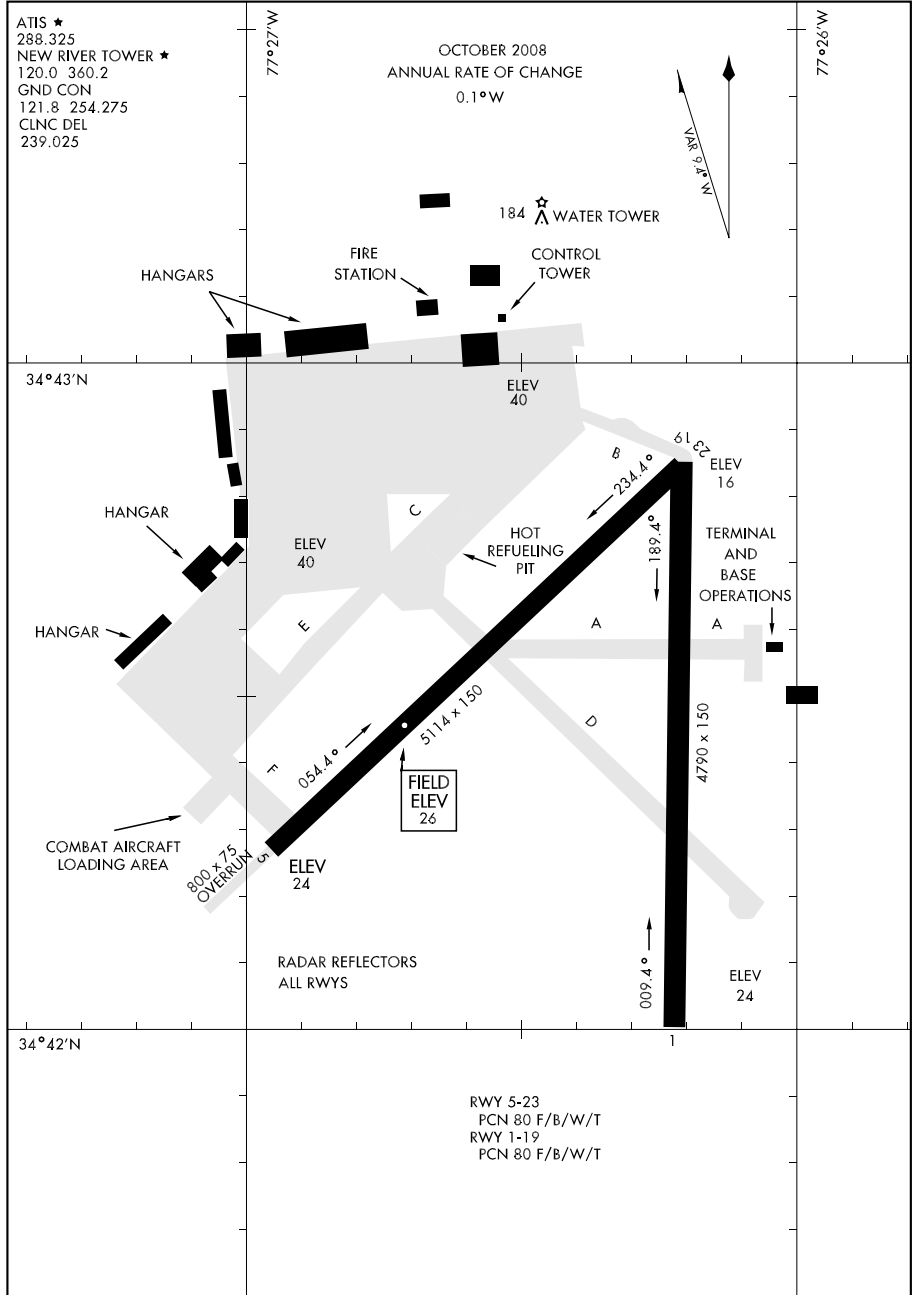 ATIS ★
288.325
NEW RIVER TOWER ★
120.0 360.2
GND CON
121.8 254.275
CLNC DEL
239.025
77°27'W
OCTOBER 2008
ANNUAL RATE OF CHANGE
0.1°W
77°26'W
VAR 9.4°W
184
WATER TOWER
FIRE
STATION
CONTROL
TOWER
HANGARS
34°43'N
ELEV
40
B
23
19
ELEV
16
234.4°
C
HANGAR
HOT
REFUELING
PIT
189.4°
ELEV
40
TERMINAL
AND
BASE
OPERATIONS
HANGAR
E
A
A
5114 x 150
D
4790 x 150
F
054.4°
FIELD
ELEV
26
COMBAT AIRCRAFT
LOADING AREA
800 x 75
OVERRUN
5
ELEV
24
RADAR REFLECTORS
ALL RWYS
009.4°
ELEV
24
34°42'N
1
RWY 5-23
PCN 80 F/B/W/T
RWY 1-19
PCN 80 F/B/W/T